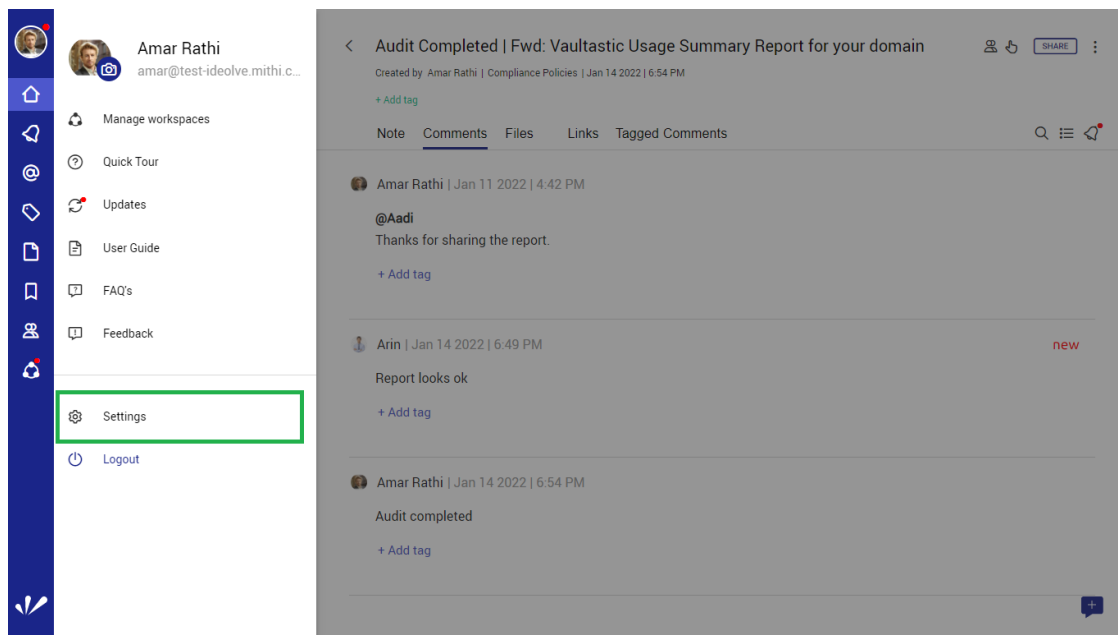 Amar Rathi
amar@test-ideolve.mithi.c...
Manage workspaces
Quick Tour
Updates
User Guide
FAQ's
Feedback
Settings
Logout
Audit Completed | Fwd: Vaultastic Usage Summary Report for your domain
SHARE
Created by Amar Rathi | Compliance Policies | Jan 14 2022 | 6:54 PM
+ Add tag
Note Comments Files Links Tagged Comments
Amar Rathi | Jan 11 2022 | 4:42 PM
@Aadi
Thanks for sharing the report.
+ Add tag
Arin | Jan 14 2022 | 6:49 PM new
Report looks ok
+ Add tag
Amar Rathi | Jan 14 2022 | 6:54 PM
Audit completed
+ Add tag